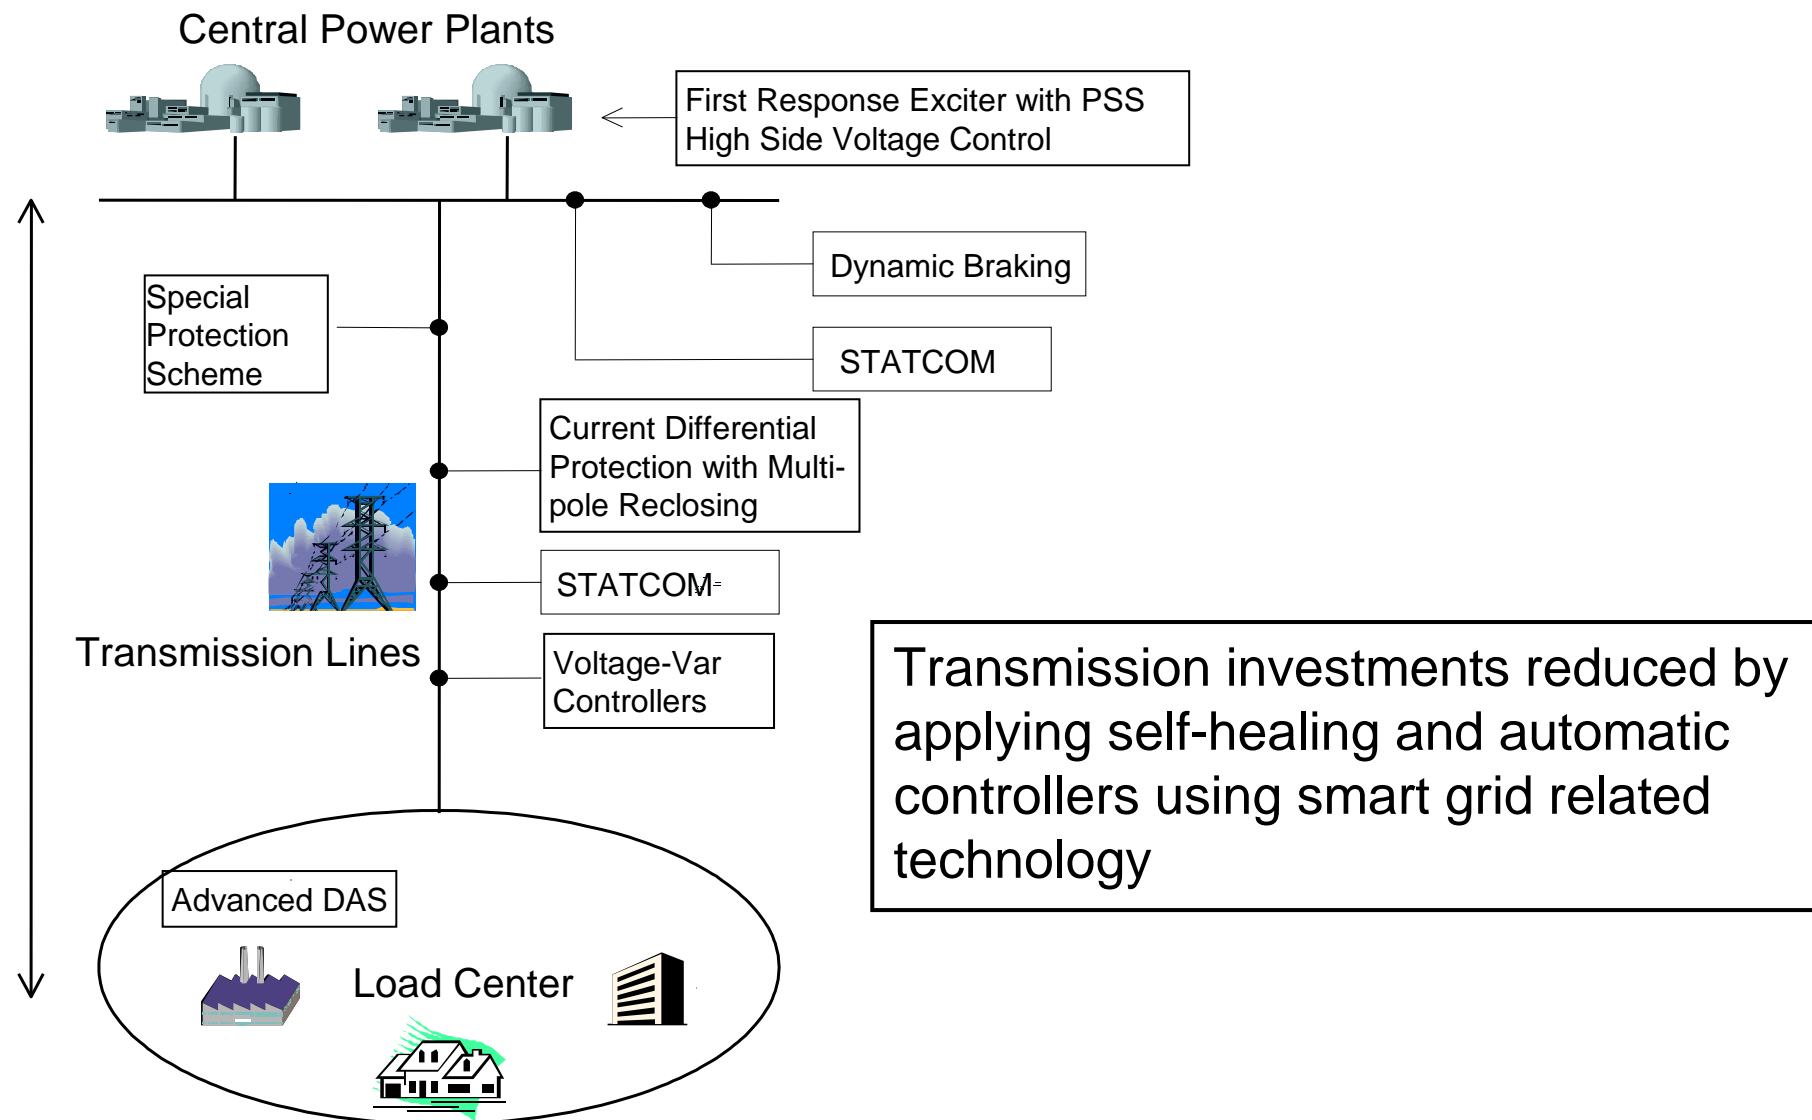 Central Power Plants
First Response Exciter with PSS
High Side Voltage Control
Dynamic Braking
Special
Protection
Scheme
STATCOM
Current Differential
Protection with Multi-
pole Reclosing
STATCOM
Transmission Lines
Voltage-Var
Controllers
Transmission investments reduced by
applying self-healing and automatic
controllers using smart grid related
technology
Advanced DAS
Load Center